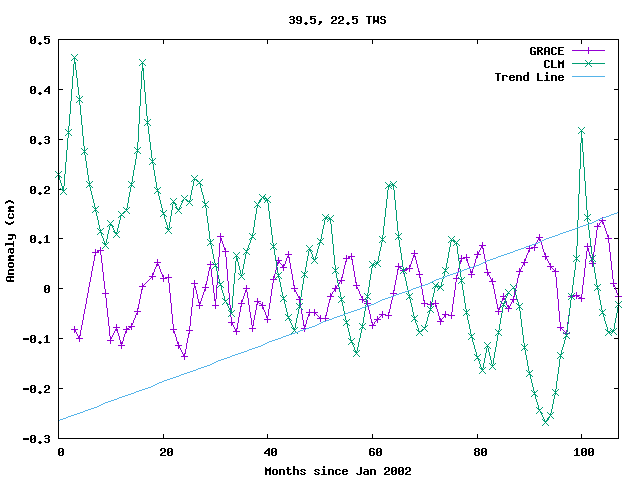 39.5, 22.5 TWS
GRACE
CLM
Trend Line
Anomaly (cm)
0.5
0.4
0.3
0.2
0.1
0
-0.1
-0.2
-0.3
0 20 40 60 80 100
Months since Jan 2002